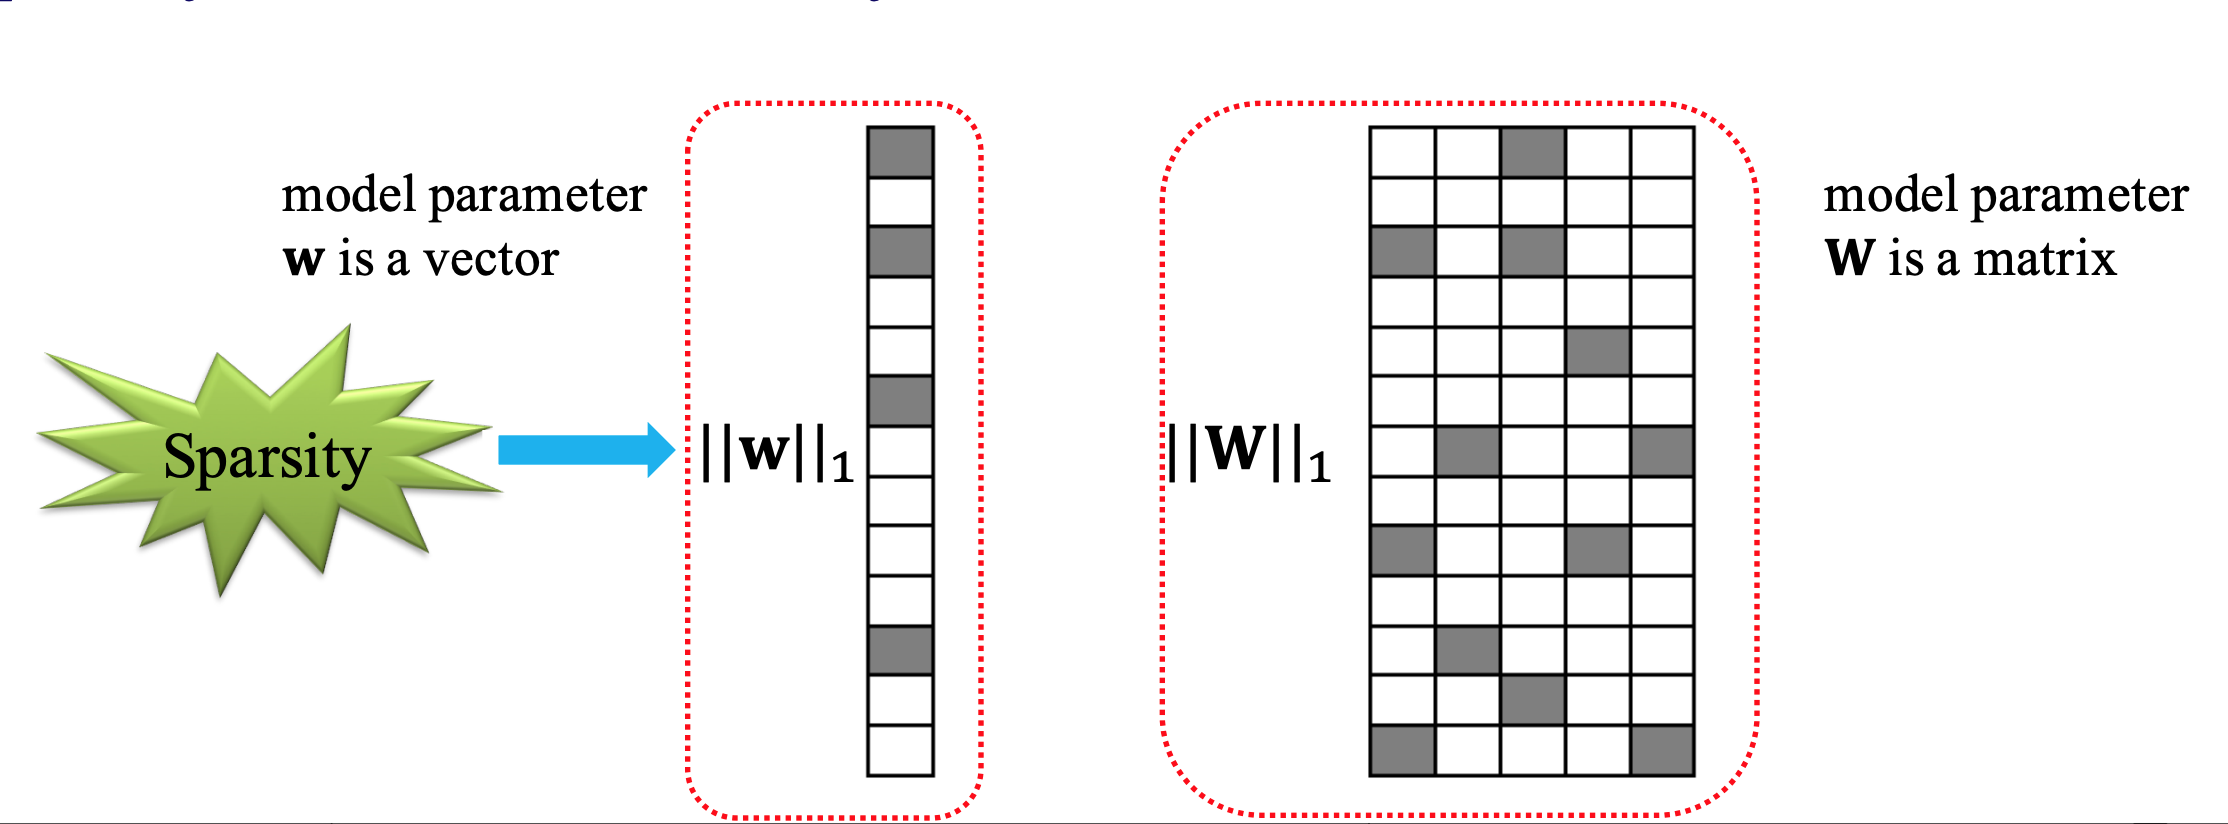 model parameter
w is a vector
Sparsity
||w||₁
||W||₁
model parameter
W is a matrix